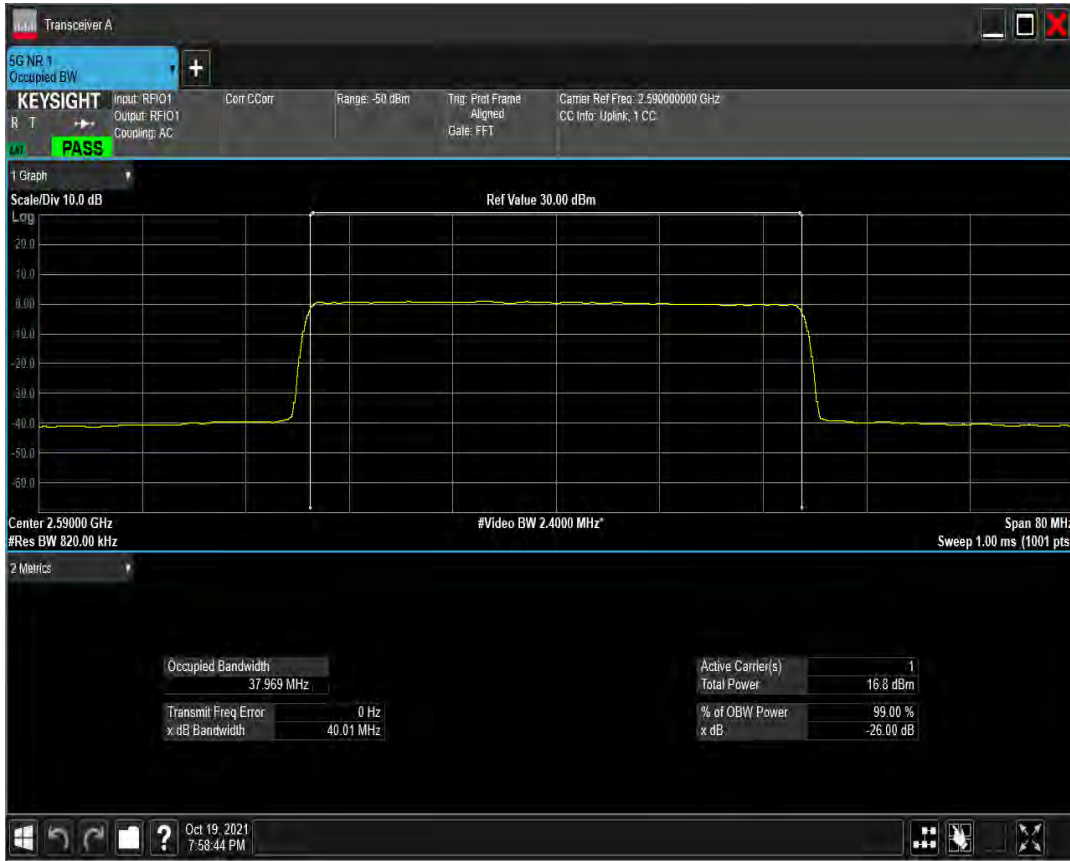 Transceiver A
5G NR 1
Occupied BW
+
KEYSIGHT
R T
PASS
Input: RFIO1
Output: RFIO1
Coupling: AC
Corr CCorr
Range: -50 dBm
Trig: Prot Frame
Aligned
Gate: FFT
Carrier Ref Freq: 2.590000000 GHz
CC Info: Uplink, 1 CC
1 Graph
Scale/Div 10.0 dB
Ref Value 30.00 dBm
Log
20.0
10.0
0.00
-10.0
-20.0
-30.0
-40.0
-50.0
-60.0
Center 2.59000 GHz
#Video BW 2.4000 MHz*
Span 80 MHz
#Res BW 820.00 kHz
Sweep 1.00 ms (1001 pts
2 Metrics
Occupied Bandwidth
37.969 MHz
Transmit Freq Error 0 Hz
x dB Bandwidth 40.01 MHz
Active Carrier(s) 1
Total Power 16.8 dBm
% of OBW Power 99.00 %
x dB -26.00 dB
?
Oct 19, 2021
7:58:44 PM